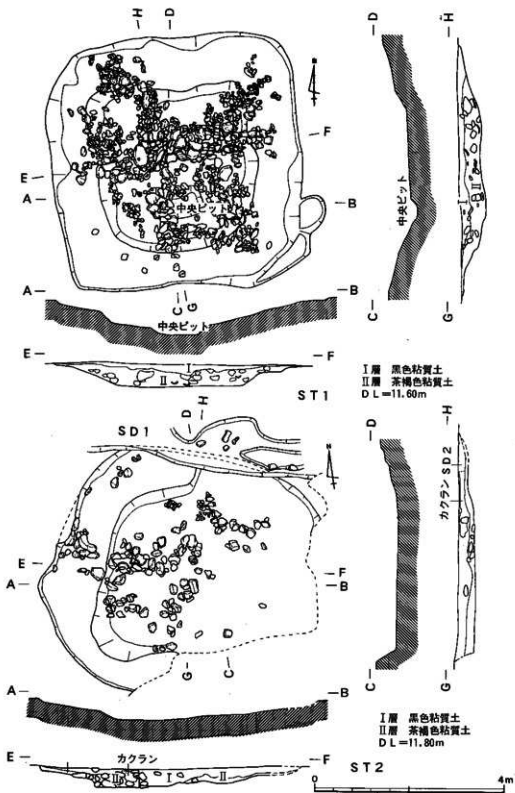 H D
D H
F
E
A B
中央ピット
中央ピット
I
II
C G
A B
C G
中央ピット
E F
I
II
I層 黒色粘質土
II層 茶褐色粘質土
DL=11.60m
ST1
H
D
SD1
N
D H
カクラン SD2
E F
A B
G C
C G
A B
I層 黒色粘質土
II層 茶褐色粘質土
DL=11.80m
E カクラン F
II I II
ST2
0 4m